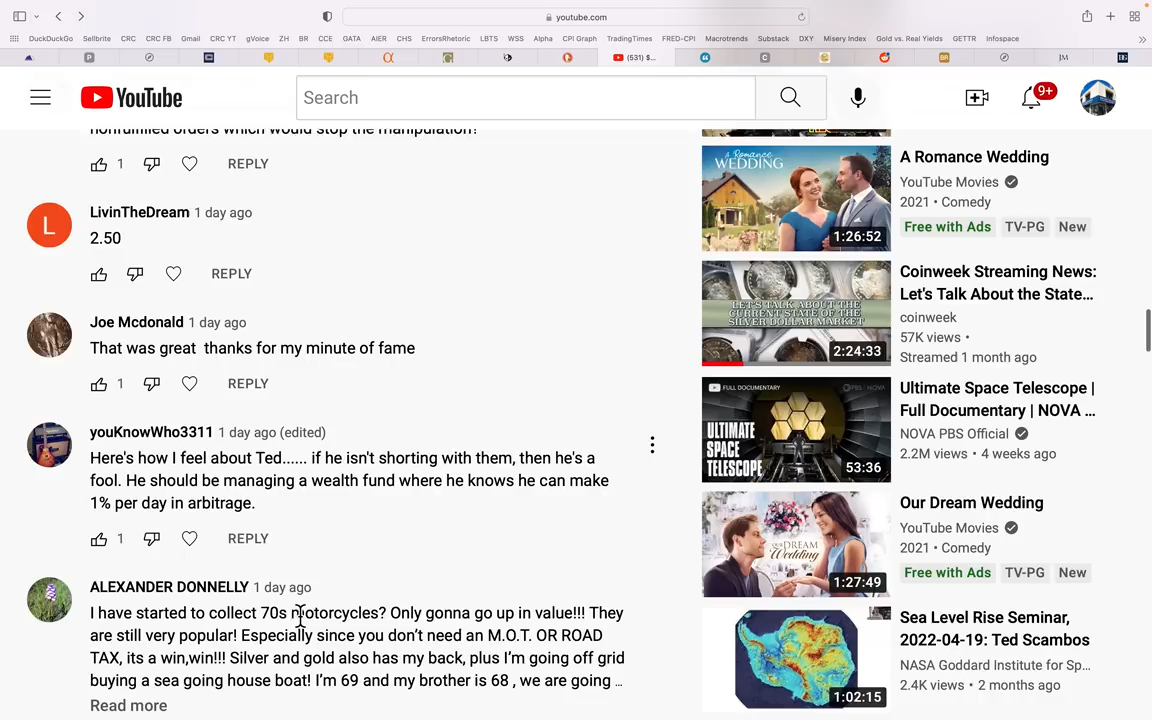 youtube.com
DuckDuckGo Sellbrite CRC CRC FB Gmail CRC YT gVoice ZH BR CCE GATA AIER CHS ErrorsRhetoric LBTS WSS Alpha CPI Graph TradingTimes FRED-CPI Macrotrends Substack DXY Misery Index Gold vs. Real Yields GETTR Infospace
(531) $...
YouTube
Search
9+
nonfulfilled orders which would stop the manipulation?
1 REPLY
L
LivinTheDream 1 day ago
2.50
REPLY
Joe Mcdonald 1 day ago
That was great thanks for my minute of fame
1 REPLY
youKnowWho3311 1 day ago (edited)
Here's how I feel about Ted...... if he isn't shorting with them, then he's a
fool. He should be managing a wealth fund where he knows he can make
1% per day in arbitrage.
1 REPLY
ALEXANDER DONNELLY 1 day ago
I have started to collect 70s motorcycles? Only gonna go up in value!!! They
are still very popular! Especially since you don't need an M.O.T. OR ROAD
TAX, its a win,win!!! Silver and gold also has my back, plus I'm going off grid
buying a sea going house boat! I'm 69 and my brother is 68 , we are going ...
Read more
A Romance
WEDDING
1:26:52
A Romance Wedding
YouTube Movies
2021 • Comedy
Free with Ads TV-PG New
LET'S TALK ABOUT THE
CURRENT STATE OF THE
SILVER DOLLAR MARKET
2:24:33
Coinweek Streaming News:
Let's Talk About the State...
coinweek
57K views •
Streamed 1 month ago
FULL DOCUMENTARY
PBS NOVA
ULTIMATE
SPACE
TELESCOPE
53:36
Ultimate Space Telescope |
Full Documentary | NOVA ...
NOVA PBS Official
2.2M views • 4 weeks ago
OUR DREAM
Wedding
1:27:49
Our Dream Wedding
YouTube Movies
2021 • Comedy
Free with Ads TV-PG New
1:02:15
Sea Level Rise Seminar,
2022-04-19: Ted Scambos
NASA Goddard Institute for Sp...
2.4K views • 2 months ago